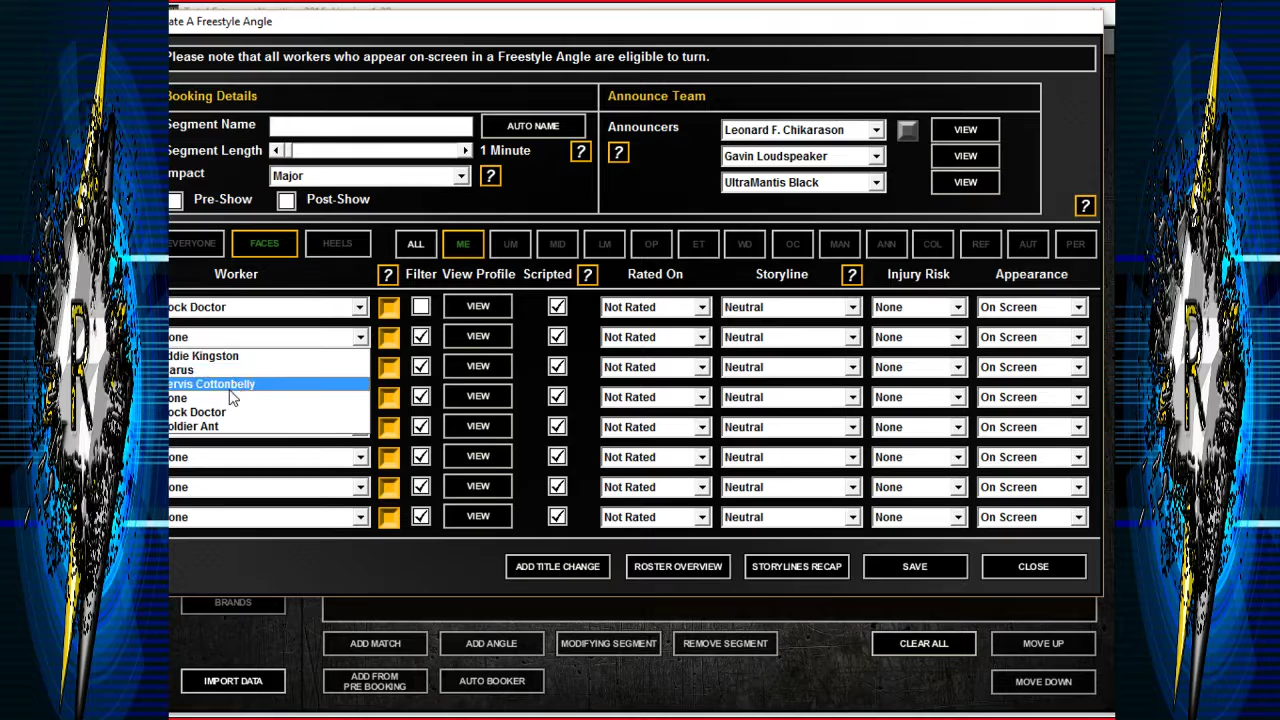 ate A Freestyle Angle
Please note that all workers who appear on-screen in a Freestyle Angle are eligible to turn.
Booking Details
Announce Team
Segment Name
AUTO NAME
Announcers
Leonard F. Chikarason
VIEW
Segment Length
1 Minute
?
?
Gavin Loudspeaker
VIEW
mpact
Major
?
UltraMantis Black
VIEW
Pre-Show
Post-Show
?
EVERYONE
FACES
HEELS
ALL
ME
UM
MID
LM
OP
ET
WD
OC
MAN
ANN
COL
REF
AUT
PER
Worker
?
Filter
View Profile
Scripted
?
Rated On
Storyline
?
Injury Risk
Appearance
ock Doctor
VIEW
Not Rated
Neutral
None
On Screen
one
VIEW
Not Rated
Neutral
None
On Screen
ddie Kingston
arus
VIEW
Not Rated
Neutral
None
On Screen
ervis Cottonbelly
one
VIEW
Not Rated
Neutral
None
On Screen
ock Doctor
oldier Ant
VIEW
Not Rated
Neutral
None
On Screen
one
VIEW
Not Rated
Neutral
None
On Screen
one
VIEW
Not Rated
Neutral
None
On Screen
one
VIEW
Not Rated
Neutral
None
On Screen
ADD TITLE CHANGE
ROSTER OVERVIEW
STORYLINES RECAP
SAVE
CLOSE
BRANDS
ADD MATCH
ADD ANGLE
MODIFYING SEGMENT
REMOVE SEGMENT
CLEAR ALL
MOVE UP
IMPORT DATA
ADD FROM
PRE BOOKING
AUTO BOOKER
MOVE DOWN
R
R